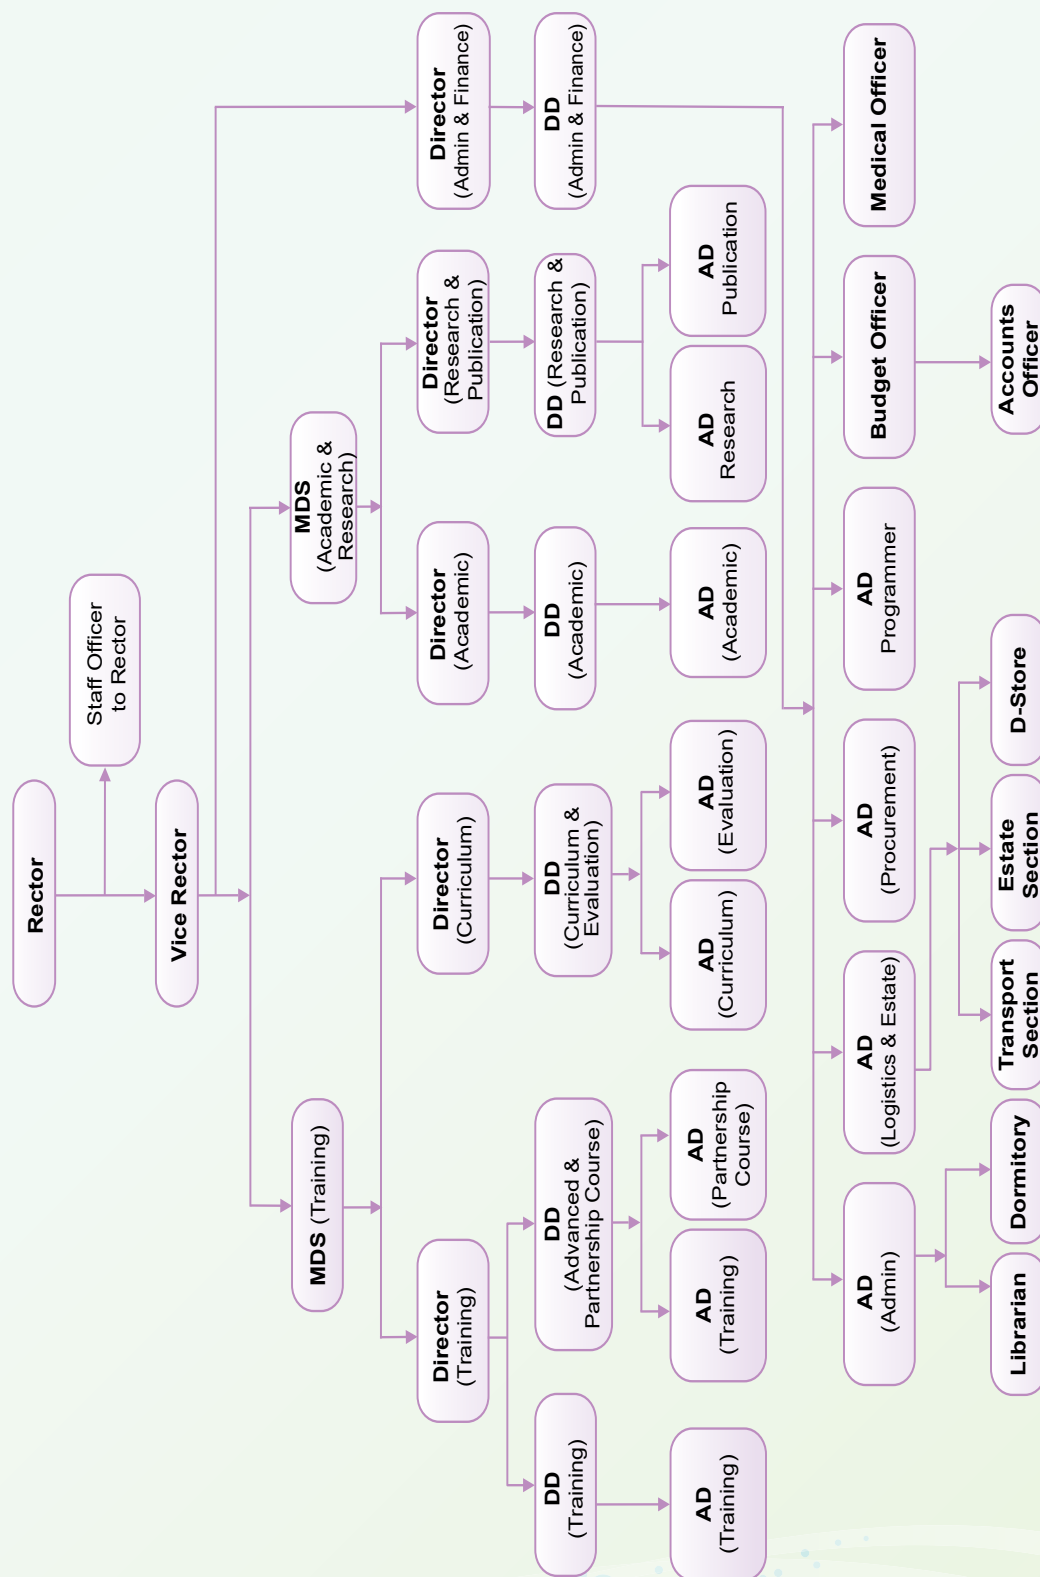 Rector
Staff Officer
to Rector
Vice Rector
MDS (Training)
MDS
(Academic &
Research)
Director
(Training)
Director
(Curriculum)
Director
(Academic)
Director
(Research &
Publication)
Director
(Admin & Finance)
DD
(Training)
DD
(Advanced &
Partnership Course)
DD
(Curriculum &
Evaluation)
DD
(Academic)
DD (Research &
Publication)
DD
(Admin & Finance)
AD
(Training)
AD
(Training)
AD
(Partnership
Course)
AD
(Curriculum)
AD
(Evaluation)
AD
(Academic)
AD
Research
AD
Publication
AD
(Admin)
AD
(Logistics & Estate)
AD
(Procurement)
AD
Programmer
Budget Officer
Medical Officer
Librarian
Dormitory
Transport
Section
Estate
Section
D-Store
Accounts
Officer